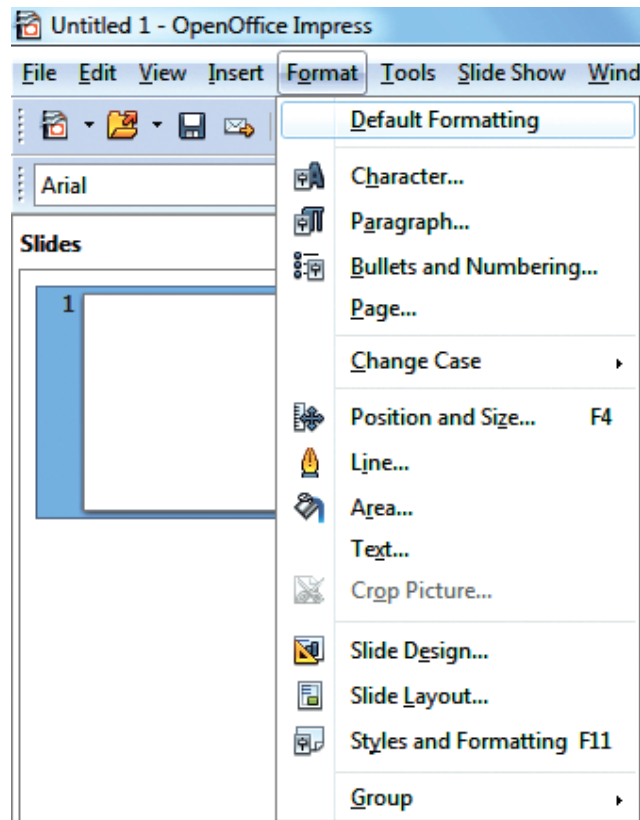 Untitled 1 - OpenOffice Impress
File Edit View Insert Format Tools Slide Show Wind
Default Formatting
Arial
Character...
Paragraph...
Slides
Bullets and Numbering...
1
Page...
Change Case
Position and Size... F4
Line...
Area...
Text...
Crop Picture...
Slide Design...
Slide Layout...
Styles and Formatting F11
Group